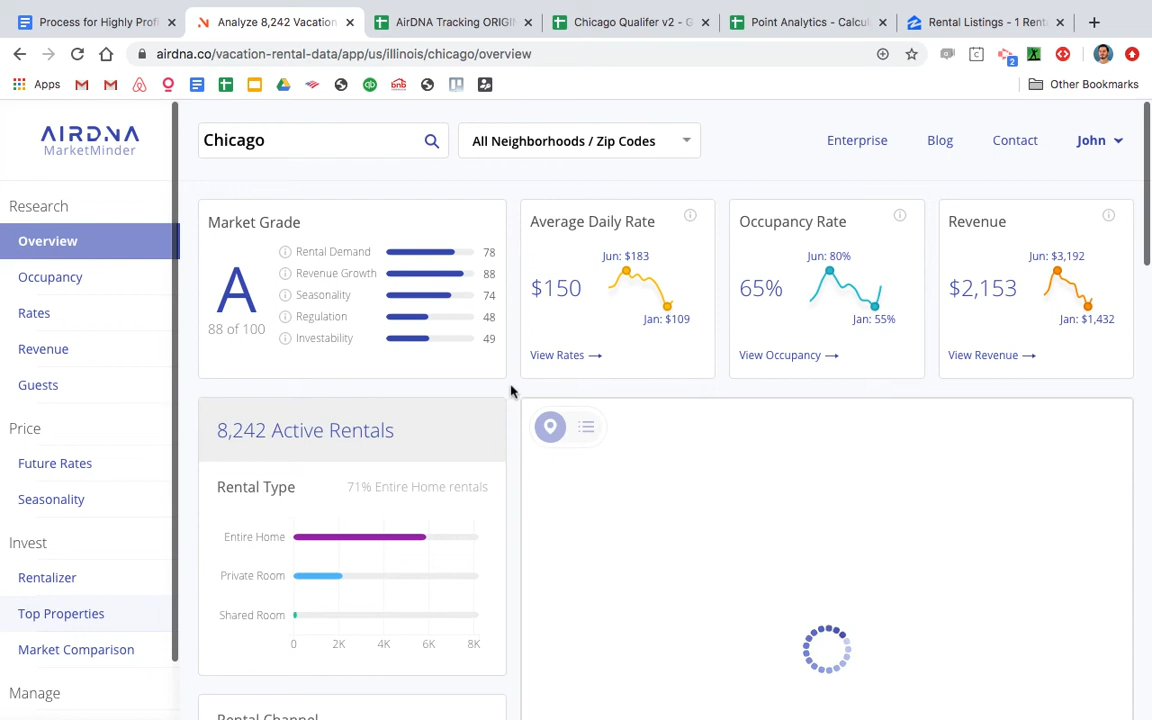 Process for Highly Profi
Analyze 8,242 Vacation
AirDNA Tracking ORIGIN
Chicago Qualifer v2 - G
Point Analytics - Calcul
Rental Listings - 1 Rent
airdna.co/vacation-rental-data/app/us/illinois/chicago/overview
2
Apps
bnb
Other Bookmarks
AIRDNA
MarketMinder
Chicago
All Neighborhoods / Zip Codes
Enterprise
Blog
Contact
John
Research
Overview
Occupancy
Rates
Revenue
Guests
Price
Future Rates
Seasonality
Invest
Rentalizer
Top Properties
Market Comparison
Manage
Market Grade
A
88 of 100
Rental Demand 78
Revenue Growth 88
Seasonality 74
Regulation 48
Investability 49
Average Daily Rate
Jun: $183
$150
Jan: $109
View Rates
Occupancy Rate
Jun: 80%
65%
Jan: 55%
View Occupancy
Revenue
Jun: $3,192
$2,153
Jan: $1,432
View Revenue
8,242 Active Rentals
Rental Type
71% Entire Home rentals
Entire Home
Private Room
Shared Room
0 2K 4K 6K 8K
Rental Channel